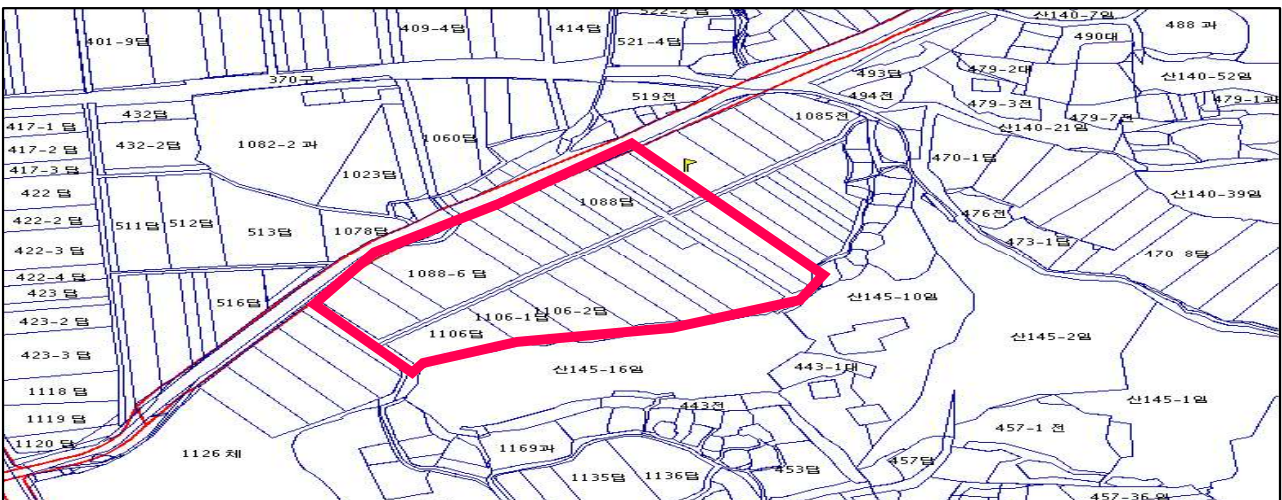 산140-7임
522-2 답
409-4답
414답
488 과
490대
401-9답
521-4답
370구
493답
479-2대
산140-52임
494전
519전
479-3전
479-1과
432답
479-7전
1085전
산140-21임
417-1 답
1060답
432-2답
1082-2 과
417-2 답
470-1답
417-3 답
1023답
422 답
산140-39임
1088답
476전
422-2 답
511답
512답
513답
1078답
473-1답
422-3 답
470 8답
1088-6 답
422-4 답
423 답
516답
산145-10임
1106-2답
1106-1답
423-2 답
1106답
산145-2임
423-3 답
산145-16임
443-1대
1118 답
산145-1임
443전
1119 답
457-1 전
1120 답
1169과
1126 체
457답
453답
1135답
1136답
457-36 임